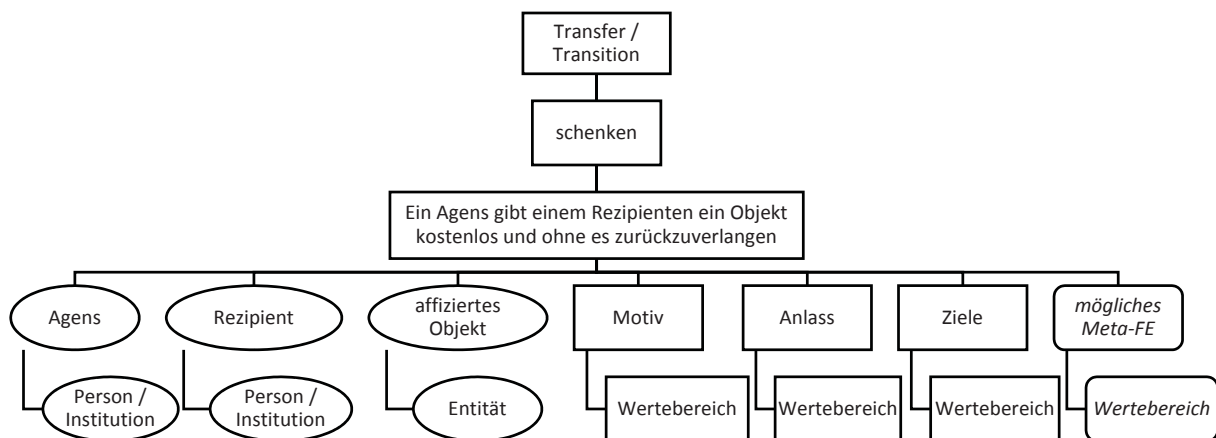 Transfer /
Transition
schenken
Ein Agens gibt einem Rezipienten ein Objekt
kostenlos und ohne es zurückzuverlangen
Agens
Rezipient
affiziertes
Objekt
Motiv
Anlass
Ziele
mögliches
Meta-FE
Person /
Institution
Person /
Institution
Entität
Wertebereich
Wertebereich
Wertebereich
Wertebereich